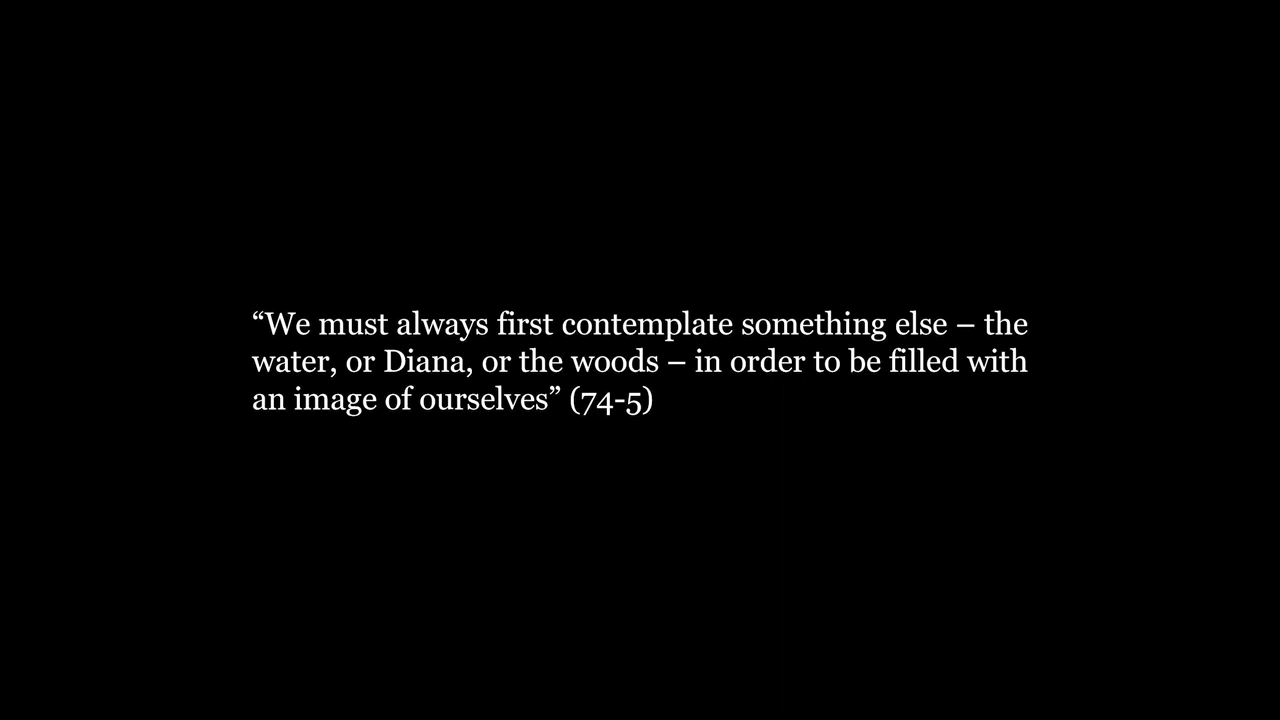 “We must always first contemplate something else – the
water, or Diana, or the woods – in order to be filled with
an image of ourselves” (74-5)